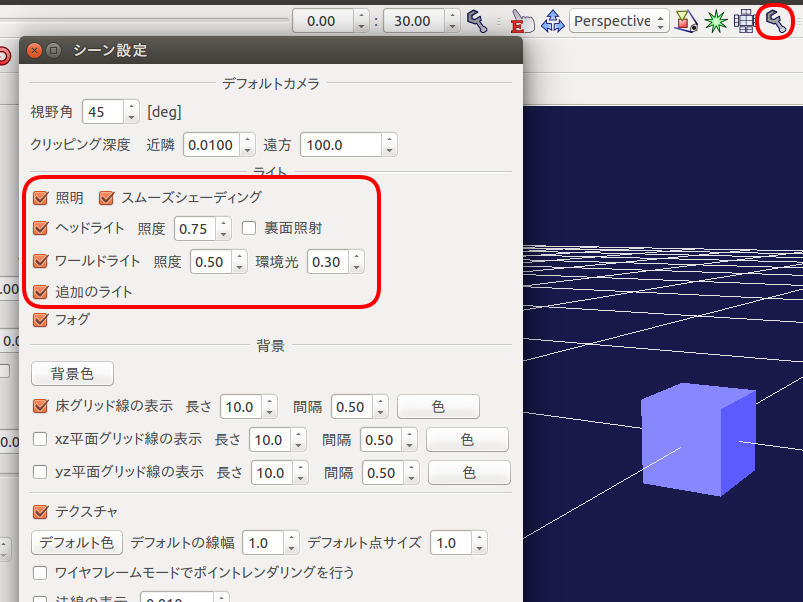 0.00 : 30.00 E Perspective
シーン設定
デフォルトカメラ
視野角 45 [deg]
クリッピング深度 近隣 0.0100 遠方 100.0
ライト
照明 スムーズシェーディング
ヘッドライト 照度 0.75 裏面照射
ワールドライト 照度 0.50 環境光 0.30
追加のライト
フォグ
背景
背景色
床グリッド線の表示 長さ 10.0 間隔 0.50 色
xz平面グリッド線の表示 長さ 10.0 間隔 0.50 色
yz平面グリッド線の表示 長さ 10.0 間隔 0.50 色
テクスチャ
デフォルト色 デフォルトの線幅 1.0 デフォルト点サイズ 1.0
ワイヤフレームモードでポイントレンダリングを行う
法線の表示 0.010